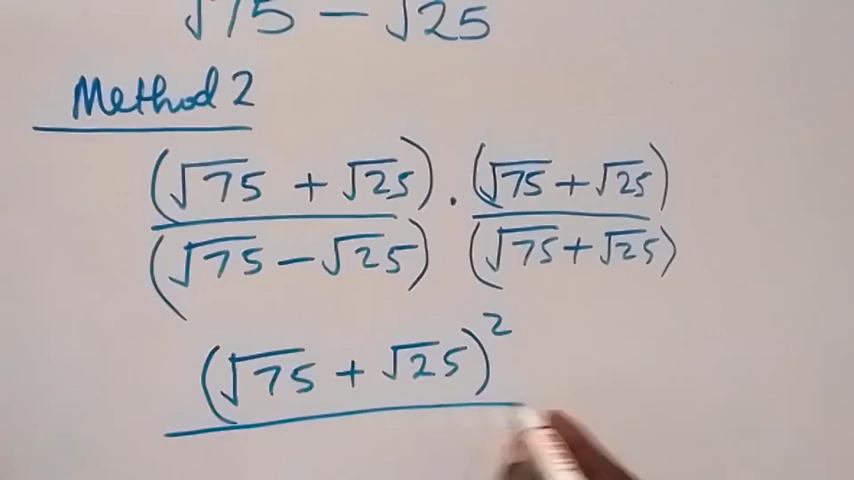 √75 − √25
Method 2
(√75 + √25) . (√75 + √25)
(√75 − √25) (√75 + √25)
(√75 + √25)²